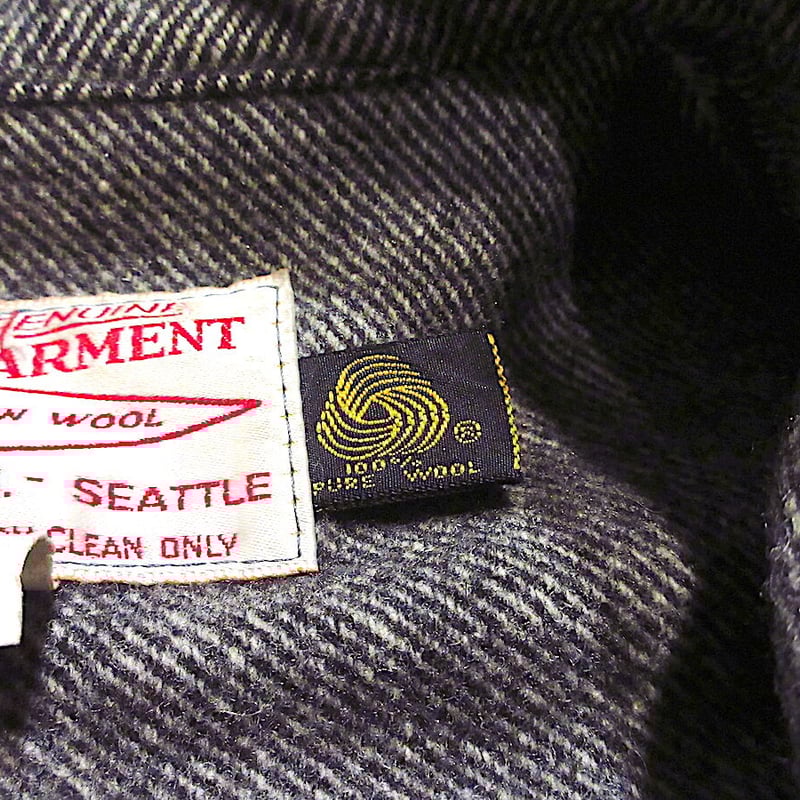 GENUINE
ARMENT
WOOL
SEATTLE
CLEAN ONLY
®
100%
PURE WOOL